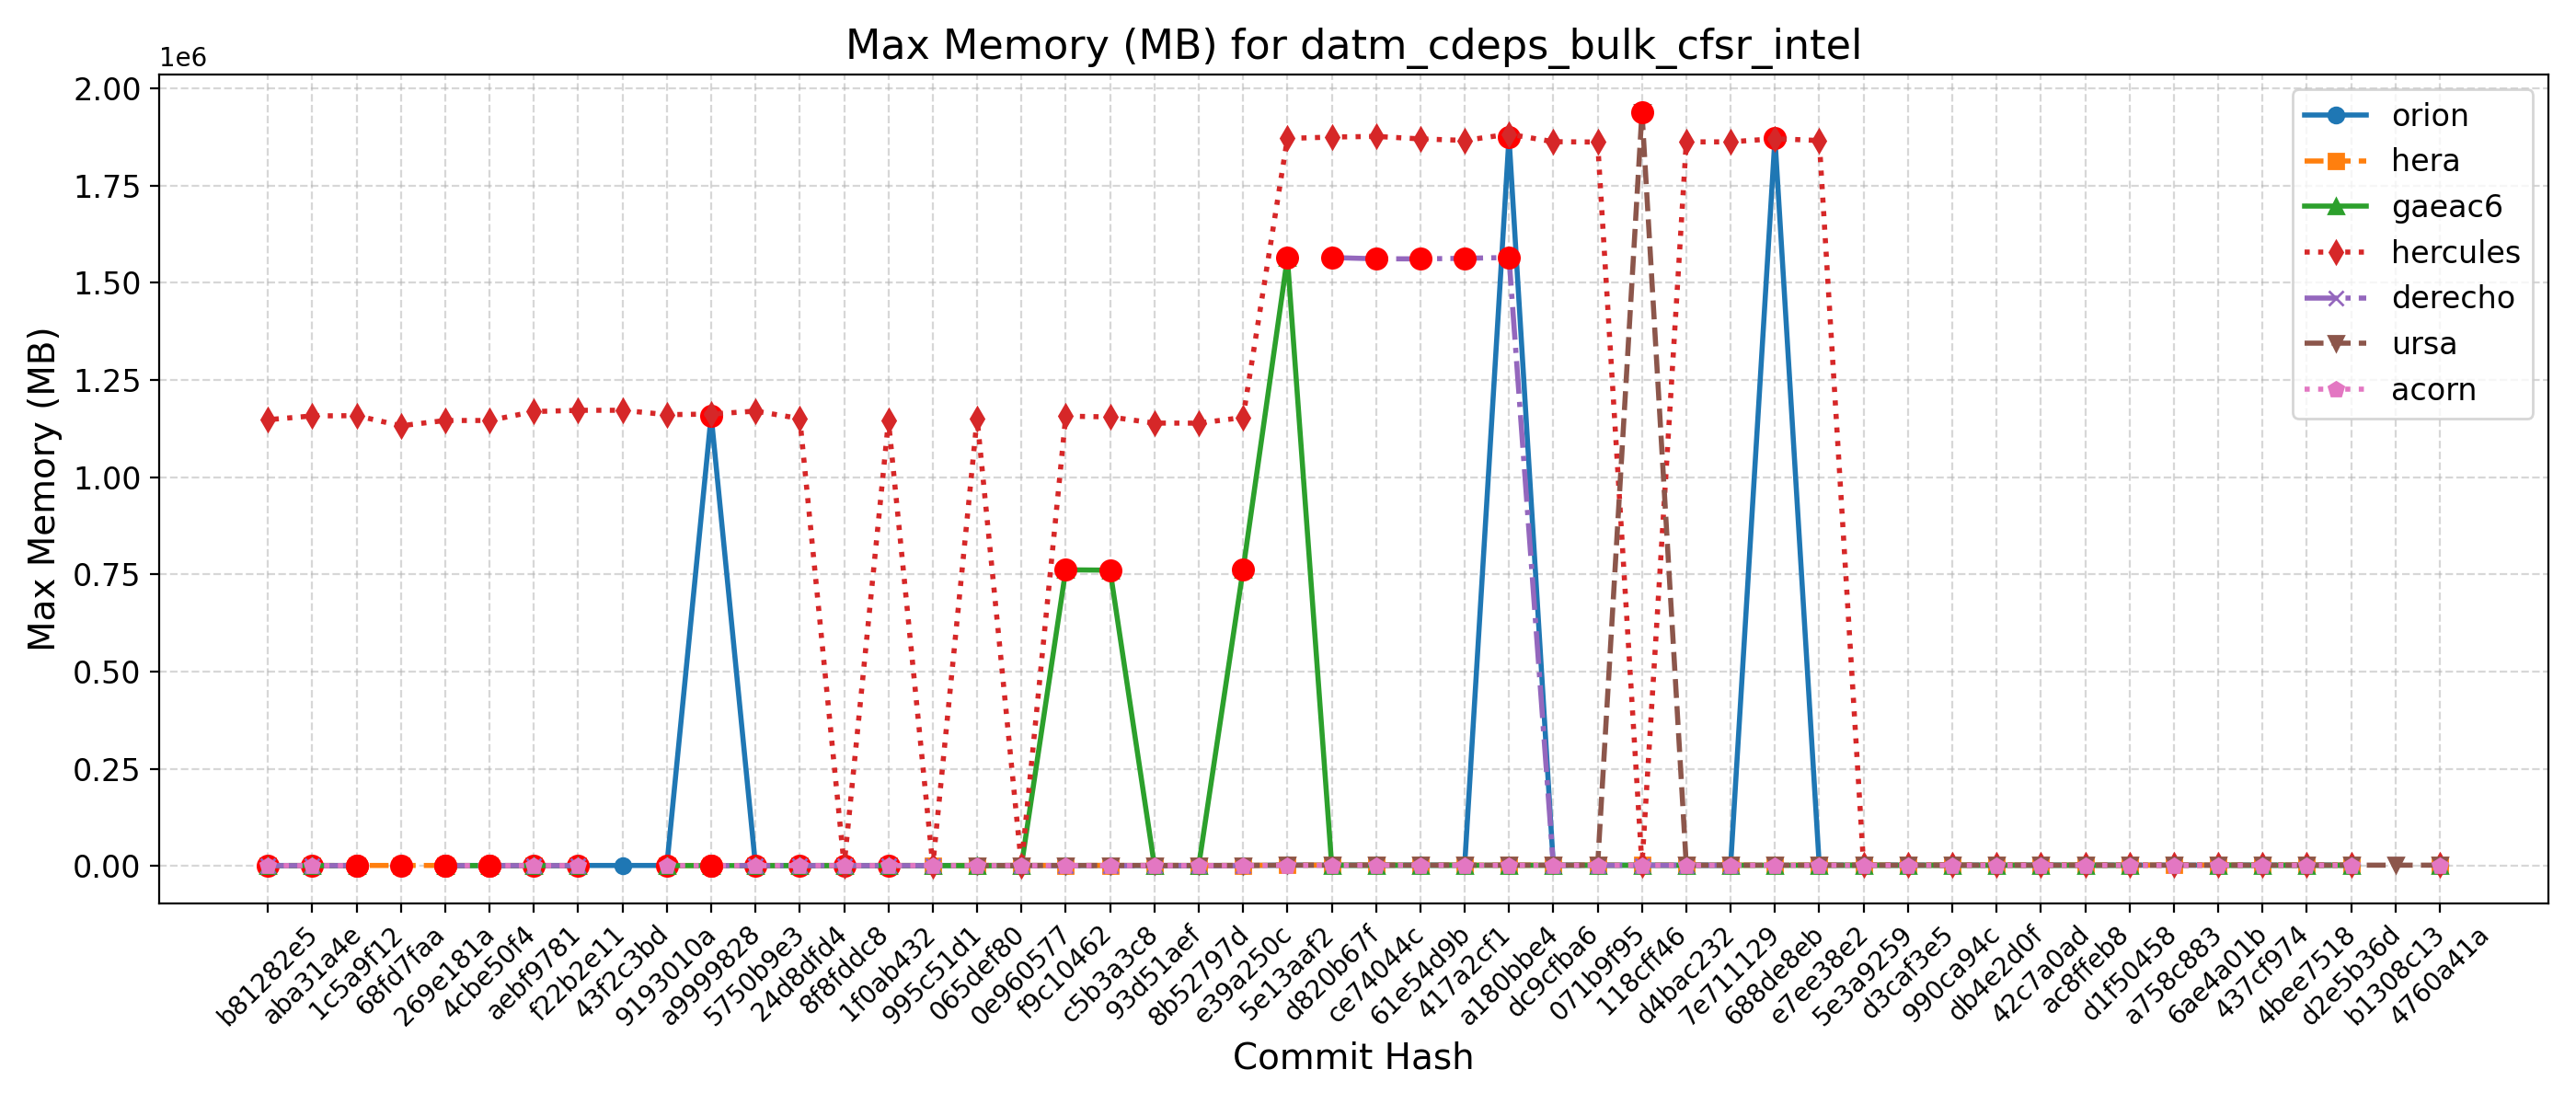 Max Memory (MB) for datm_cdeps_bulk_cfsr_intel
1e6
2.00
1.75
1.50
1.25
1.00
0.75
0.50
0.25
0.00
Max Memory (MB)
orion
hera
gaeac6
hercules
derecho
ursa
acorn
b81282e5
aba31a4e
1c5a9f12
68fd7faa
269e181a
4cbe50f4
aebf9781
f22b2e11
43f2c3bd
9193010a
a9999828
5750b9e3
24d8dfd4
8f8fddc8
1f0ab432
995c51d1
065def80
0e960577
f9c10462
c5b3a3c8
93d51aef
8b52797d
e39a250c
5e13aaf2
d820b67f
ce74044c
61e54d9b
417a2cf1
a180bbe4
dc9cfba6
071b9f95
118cff46
d4bac232
7e711129
688de8eb
e7ee38e2
5e3a9259
d3caf3e5
990ca94c
db4e2d0f
42c7a0ad
ac8ffeb8
d1f50458
a758c883
6ae4a01b
437cf974
4bee7518
d2e5b36d
b1308c13
4760a41a
Commit Hash